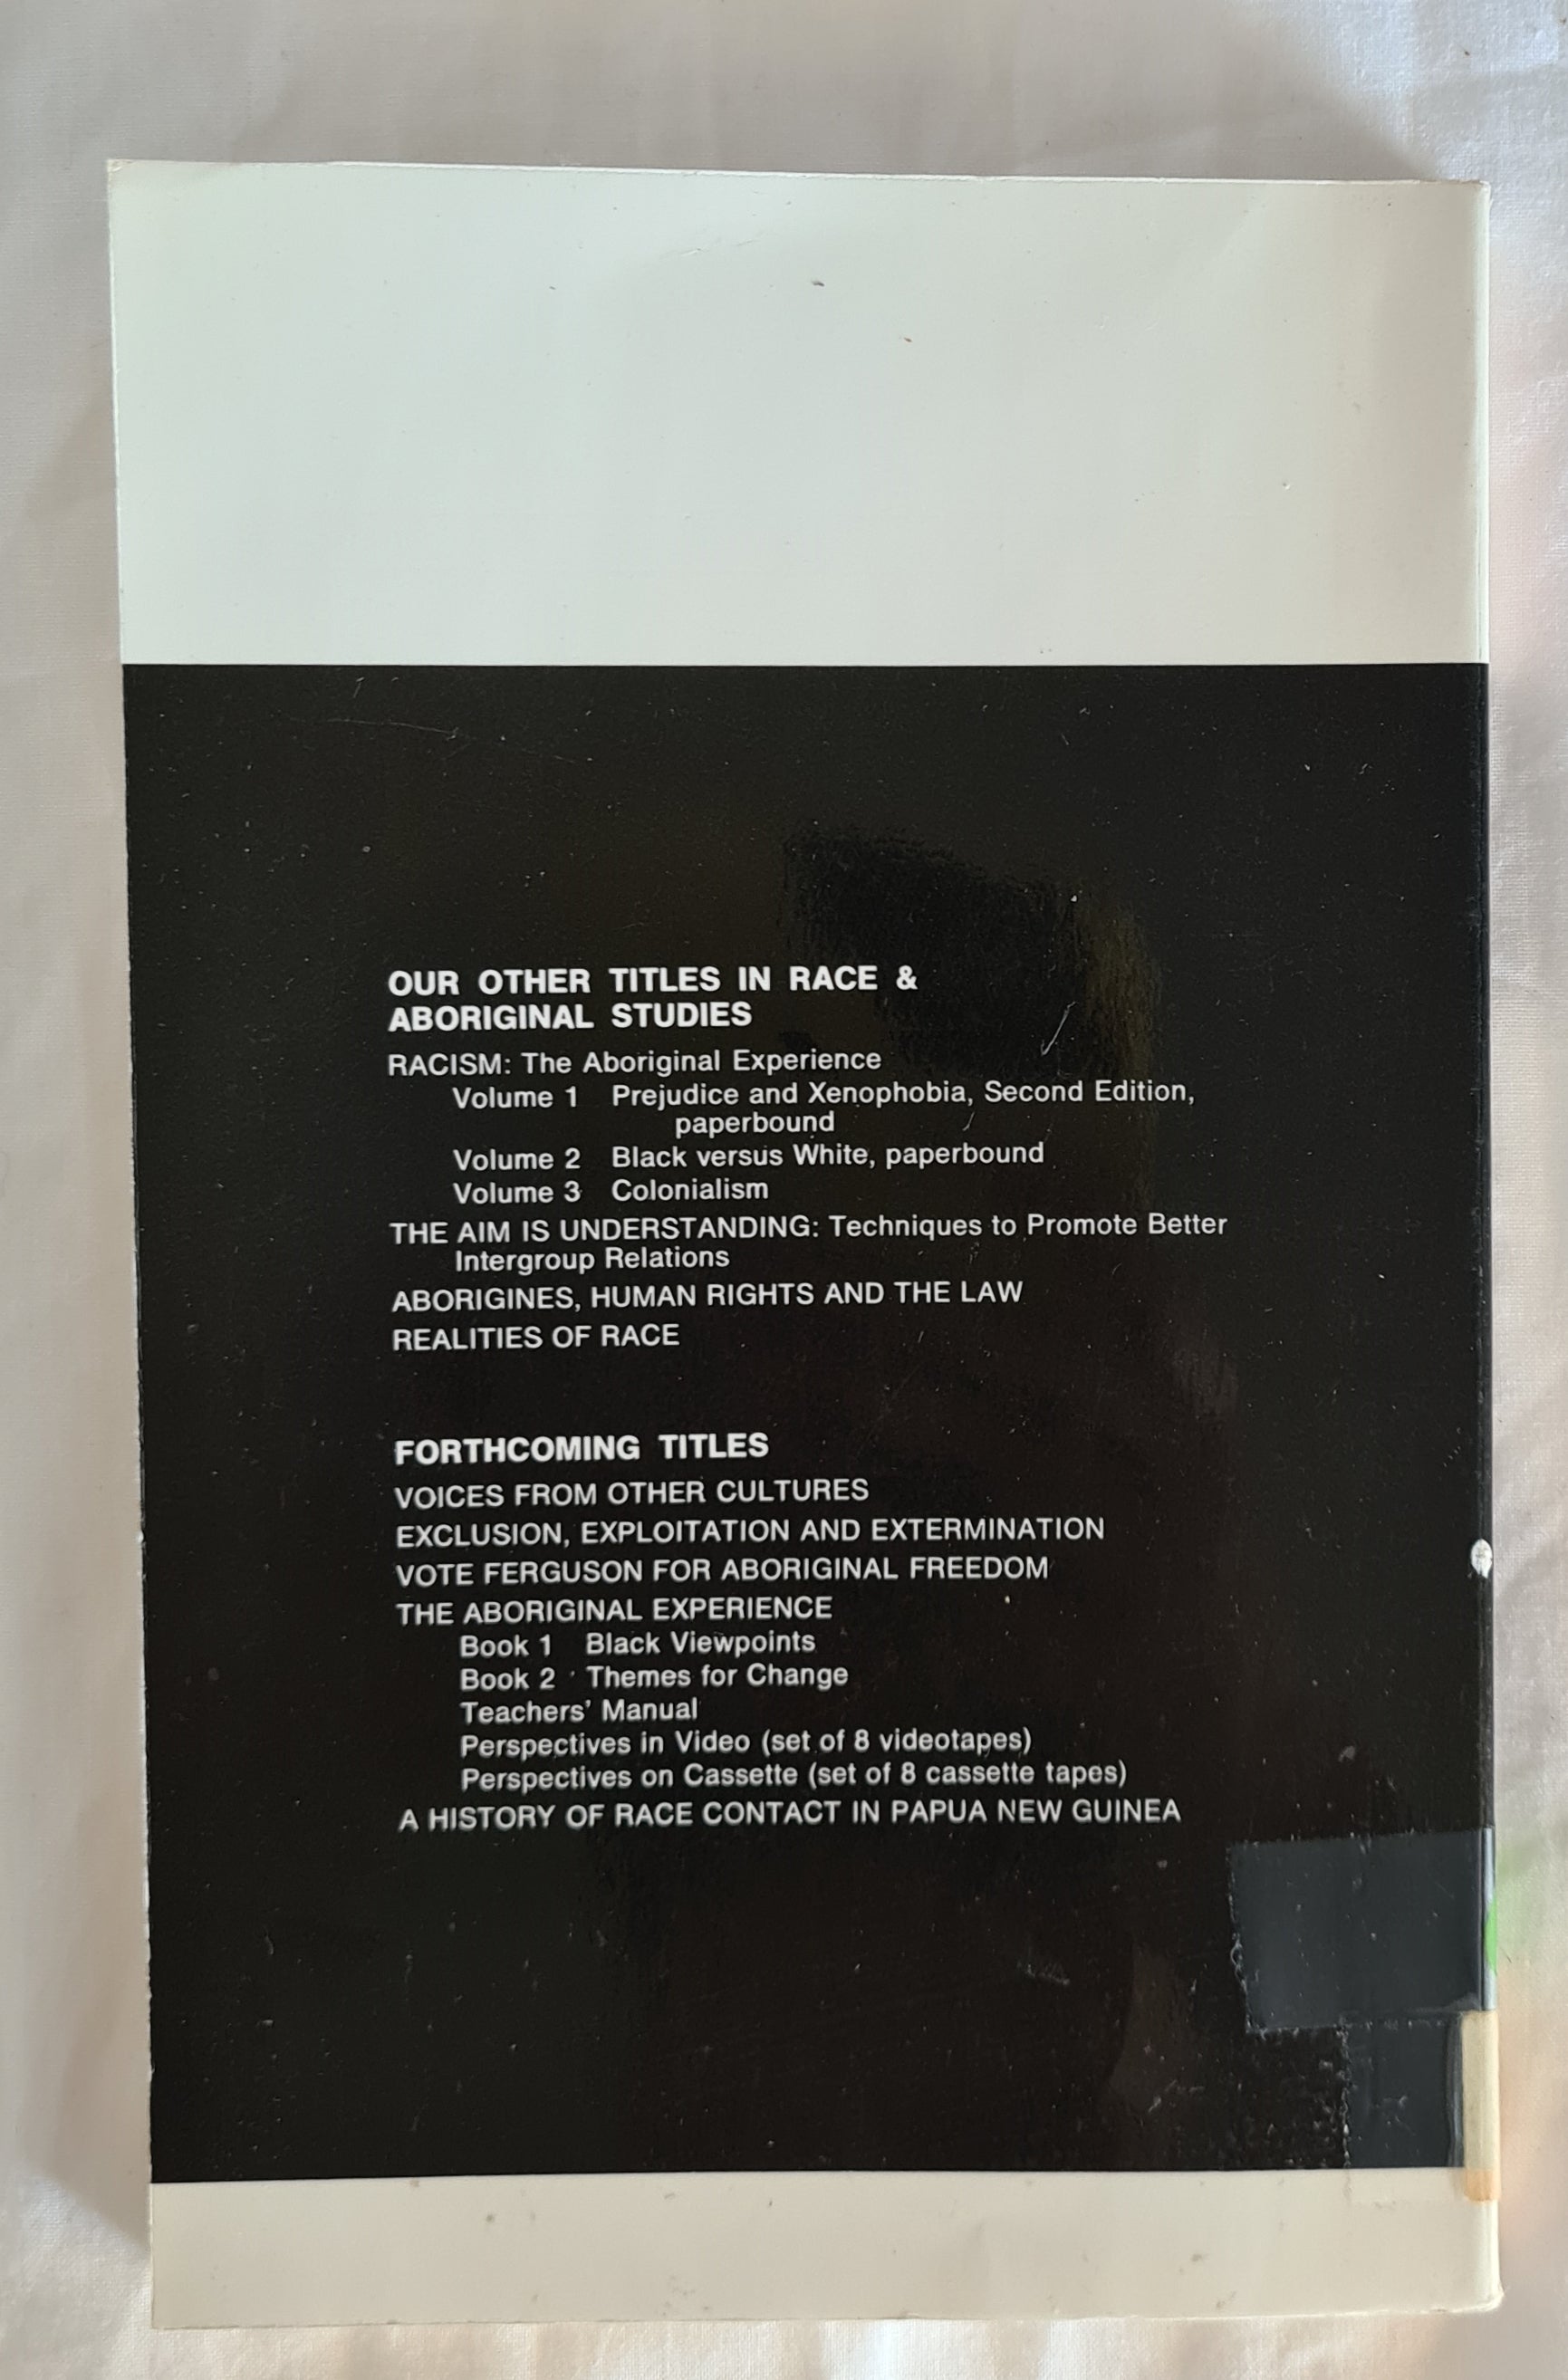 OUR OTHER TITLES IN RACE &
ABORIGINAL STUDIES
RACISM: The Aboriginal Experience
Volume 1 Prejudice and Xenophobia, Second Edition,
paperbound
Volume 2 Black versus White, paperbound
Volume 3 Colonialism
THE AIM IS UNDERSTANDING: Techniques to Promote Better
Intergroup Relations
ABORIGINES, HUMAN RIGHTS AND THE LAW
REALITIES OF RACE
FORTHCOMING TITLES
VOICES FROM OTHER CULTURES
EXCLUSION, EXPLOITATION AND EXTERMINATION
VOTE FERGUSON FOR ABORIGINAL FREEDOM
THE ABORIGINAL EXPERIENCE
Book 1 Black Viewpoints
Book 2 Themes for Change
Teachers' Manual
Perspectives in Video (set of 8 videotapes)
Perspectives on Cassette (set of 8 cassette tapes)
A HISTORY OF RACE CONTACT IN PAPUA NEW GUINEA